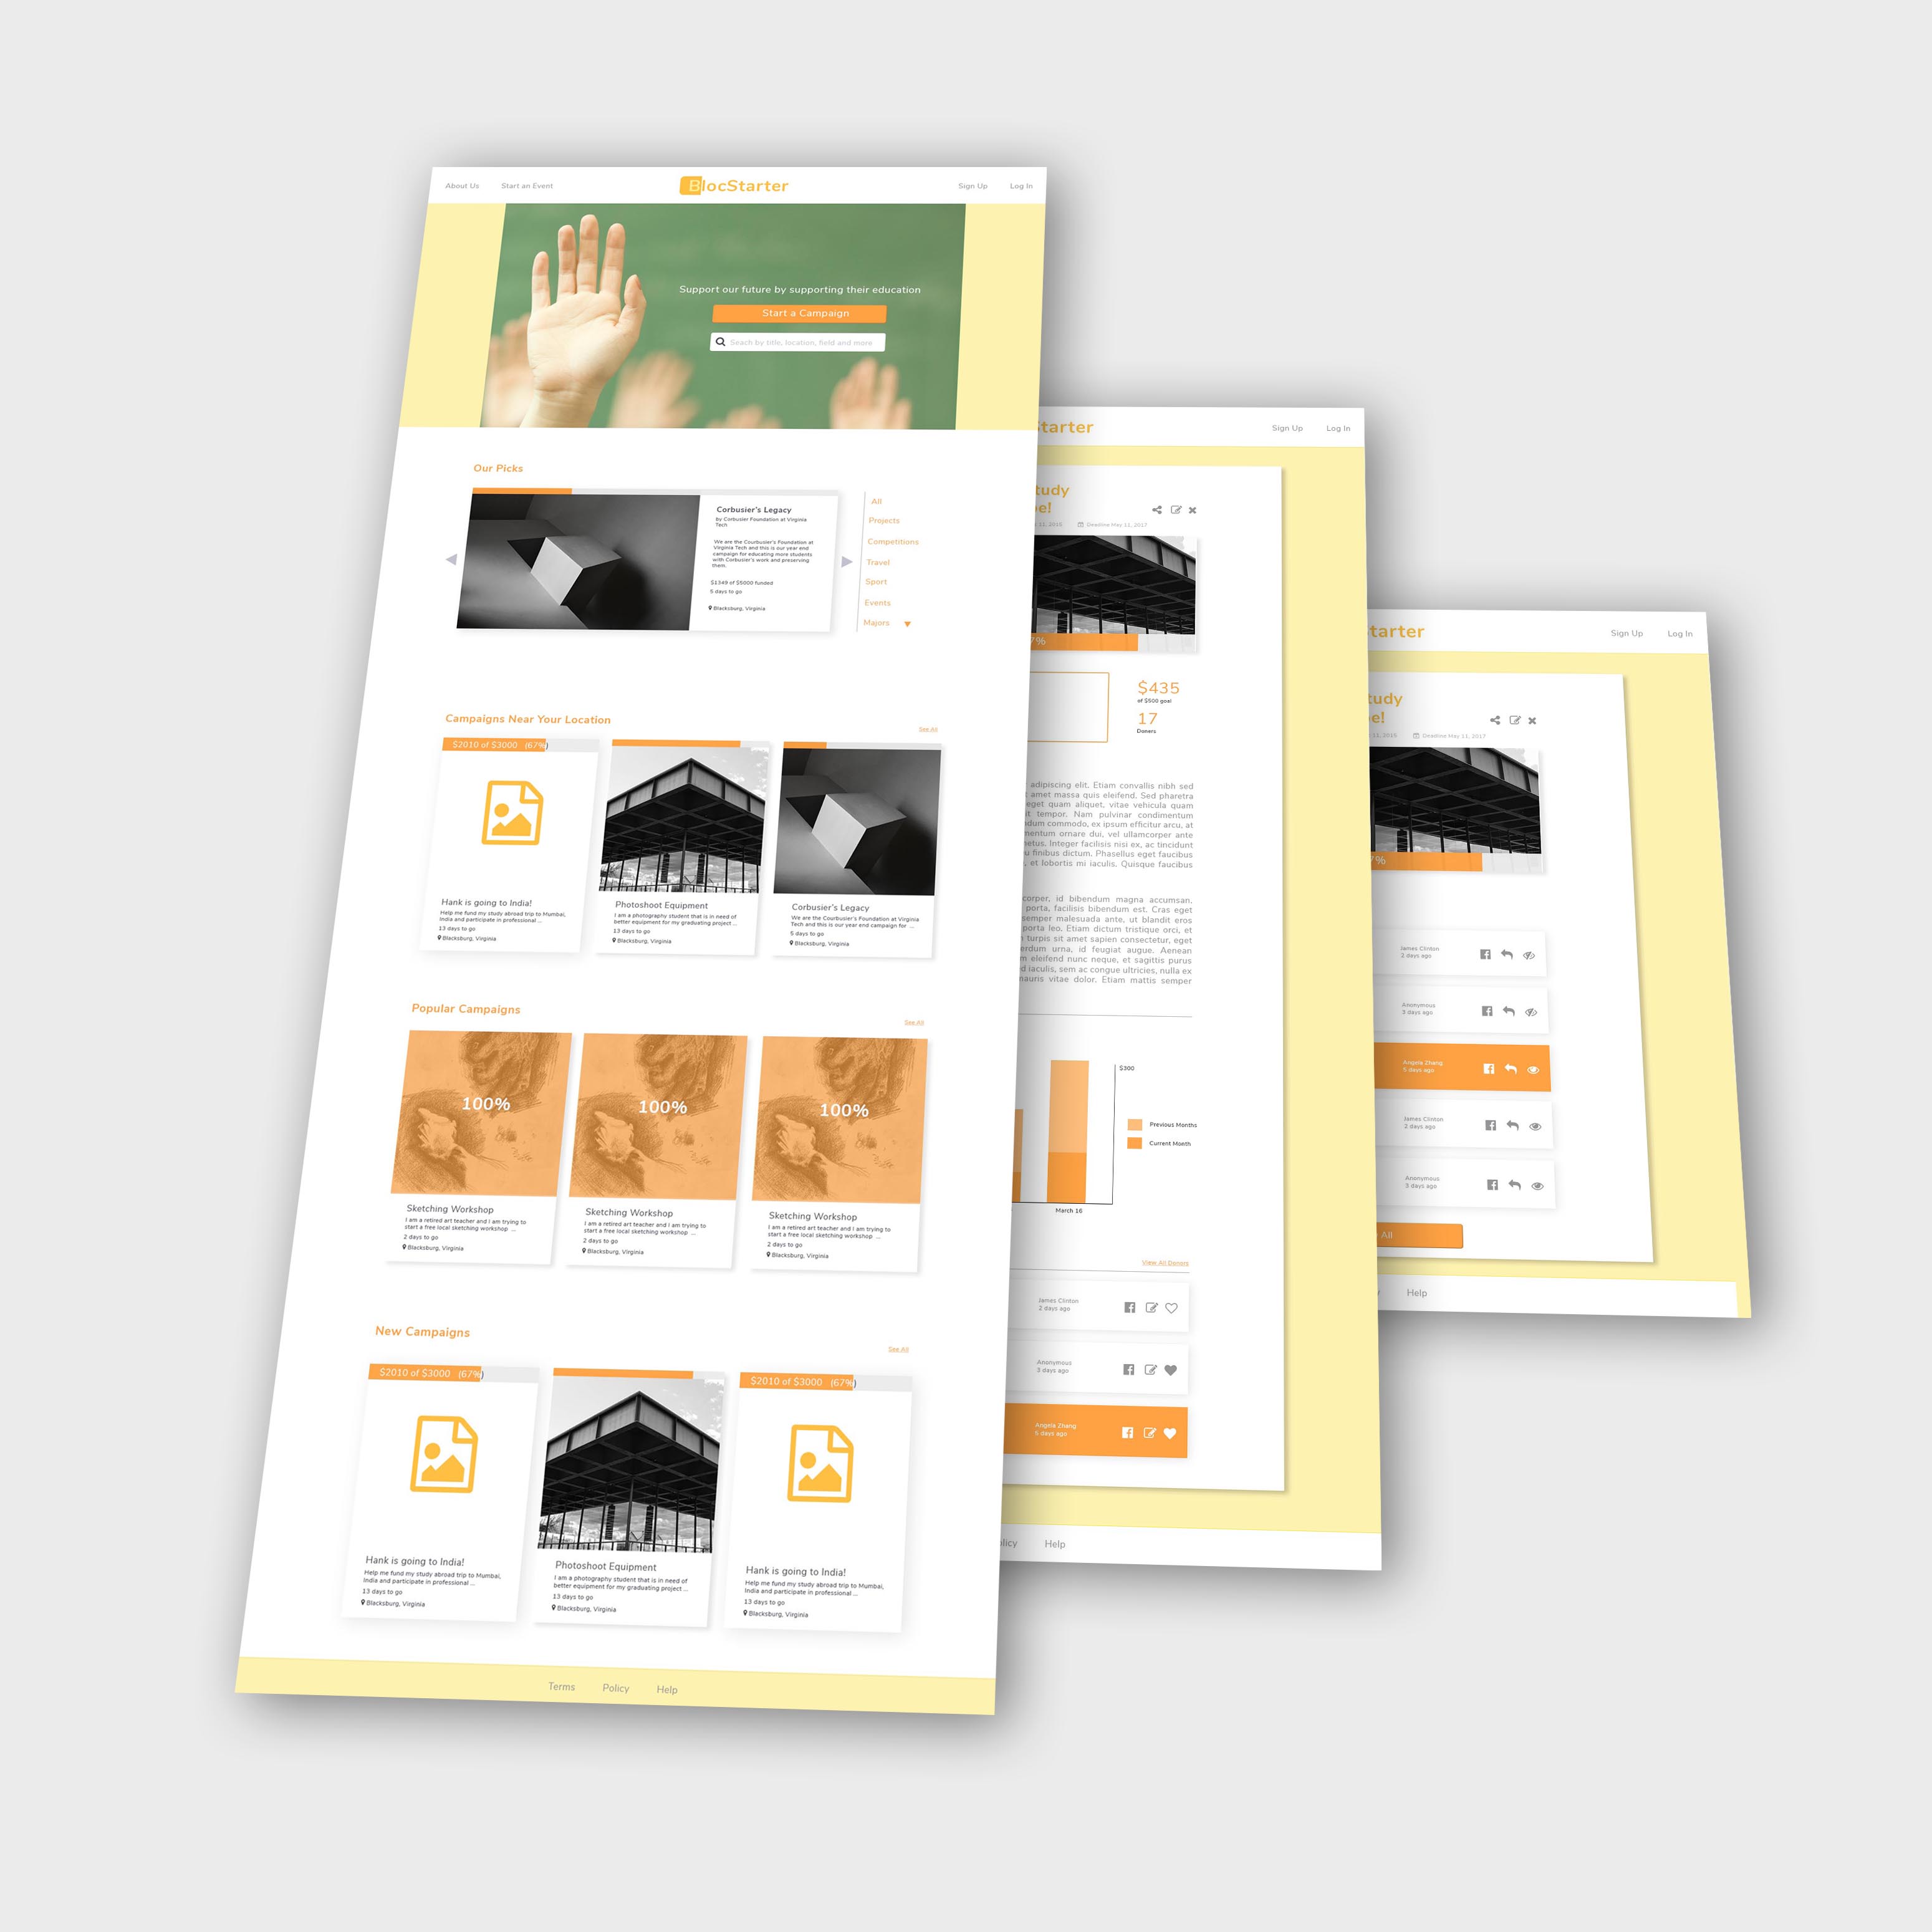 About Us
Start an Event
BlocStarter
Sign Up
Log In
Support our future by supporting their education
Start a Campaign
Seach by title, location, field and more
Our Picks
Corbusier's Legacy
by Corbusier Foundation at Virginia
Tech
We are the Courbusier's Foundation at
Virginia Tech and this is our year end
campaign for educating more students
with Corbusier's work and preserving
them.
$1349 of $5000 funded
5 days to go
Blacksburg, Virginia
All
Projects
Competitions
Travel
Sport
Events
Majors
Campaigns Near Your Location
See All
$2010 of $3000 (67%)
Hank is going to India!
Help me fund my study abroad trip to Mumbai,
India and participate in professional ...
13 days to go
Blacksburg, Virginia
Photoshoot Equipment
I am a photography student that is in need of
better equipment for my graduating project ...
13 days to go
Blacksburg, Virginia
Corbusier's Legacy
We are the Courbusier's Foundation at Virginia
Tech and this is our year end campaign for ...
5 days to go
Blacksburg, Virginia
Popular Campaigns
See All
100%
Sketching Workshop
I am a retired art teacher and I am trying to
start a free local sketching workshop ...
2 days to go
Blacksburg, Virginia
100%
Sketching Workshop
I am a retired art teacher and I am trying to
start a free local sketching workshop ...
2 days to go
Blacksburg, Virginia
100%
Sketching Workshop
I am a retired art teacher and I am trying to
start a free local sketching workshop ...
2 days to go
Blacksburg, Virginia
New Campaigns
See All
$2010 of $3000 (67%)
Hank is going to India!
Help me fund my study abroad trip to Mumbai,
India and participate in professional ...
13 days to go
Blacksburg, Virginia
Photoshoot Equipment
I am a photography student that is in need of
better equipment for my graduating project ...
13 days to go
Blacksburg, Virginia
$2010 of $3000 (67%)
Hank is going to India!
Help me fund my study abroad trip to Mumbai,
India and participate in professional ...
13 days to go
Blacksburg, Virginia
Terms
Policy
Help
Starter
Sign Up
Log In
tudy
e!
Deadline May 11, 2017
7%
$435
of $500 goal
17
Doners
adipiscing elit. Etiam convallis nibh sed
amet massa quis eleifend. Sed pharetra
eget quam aliquet, vitae vehicula quam
it tempor. Nam pulvinar condimentum
dum commodo, ex ipsum efficitur arcu, at
mentum ornare dui, vel ullamcorper ante
netus. Integer facilisis nisi ex, ac tincidunt
u finibus dictum. Phasellus eget faucibus
, et lobortis mi iaculis. Quisque faucibus
corper, id bibendum magna accumsan.
porta, facilisis bibendum est. Cras eget
semper malesuada ante, ut blandit eros
porta leo. Etiam dictum tristique orci, et
turpis sit amet sapien consectetur, eget
erdum urna, id feugiat augue. Aenean
m eleifend nunc neque, et sagittis purus
d iaculis, sem ac congue ultricies, nulla ex
mauris vitae dolor. Etiam mattis semper
$300
Previous Months
Current Month
March 16
View All Donors
James Clinton
2 days ago
Anonymous
3 days ago
Angela Zhang
5 days ago
licy
Help
tarter
Sign Up
Log In
tudy
e!
11, 2016
Deadline May 11, 2017
7%
James Clinton
2 days ago
Anonymous
3 days ago
Angela Zhang
5 days ago
James Clinton
2 days ago
Anonymous
3 days ago
All
y
Help